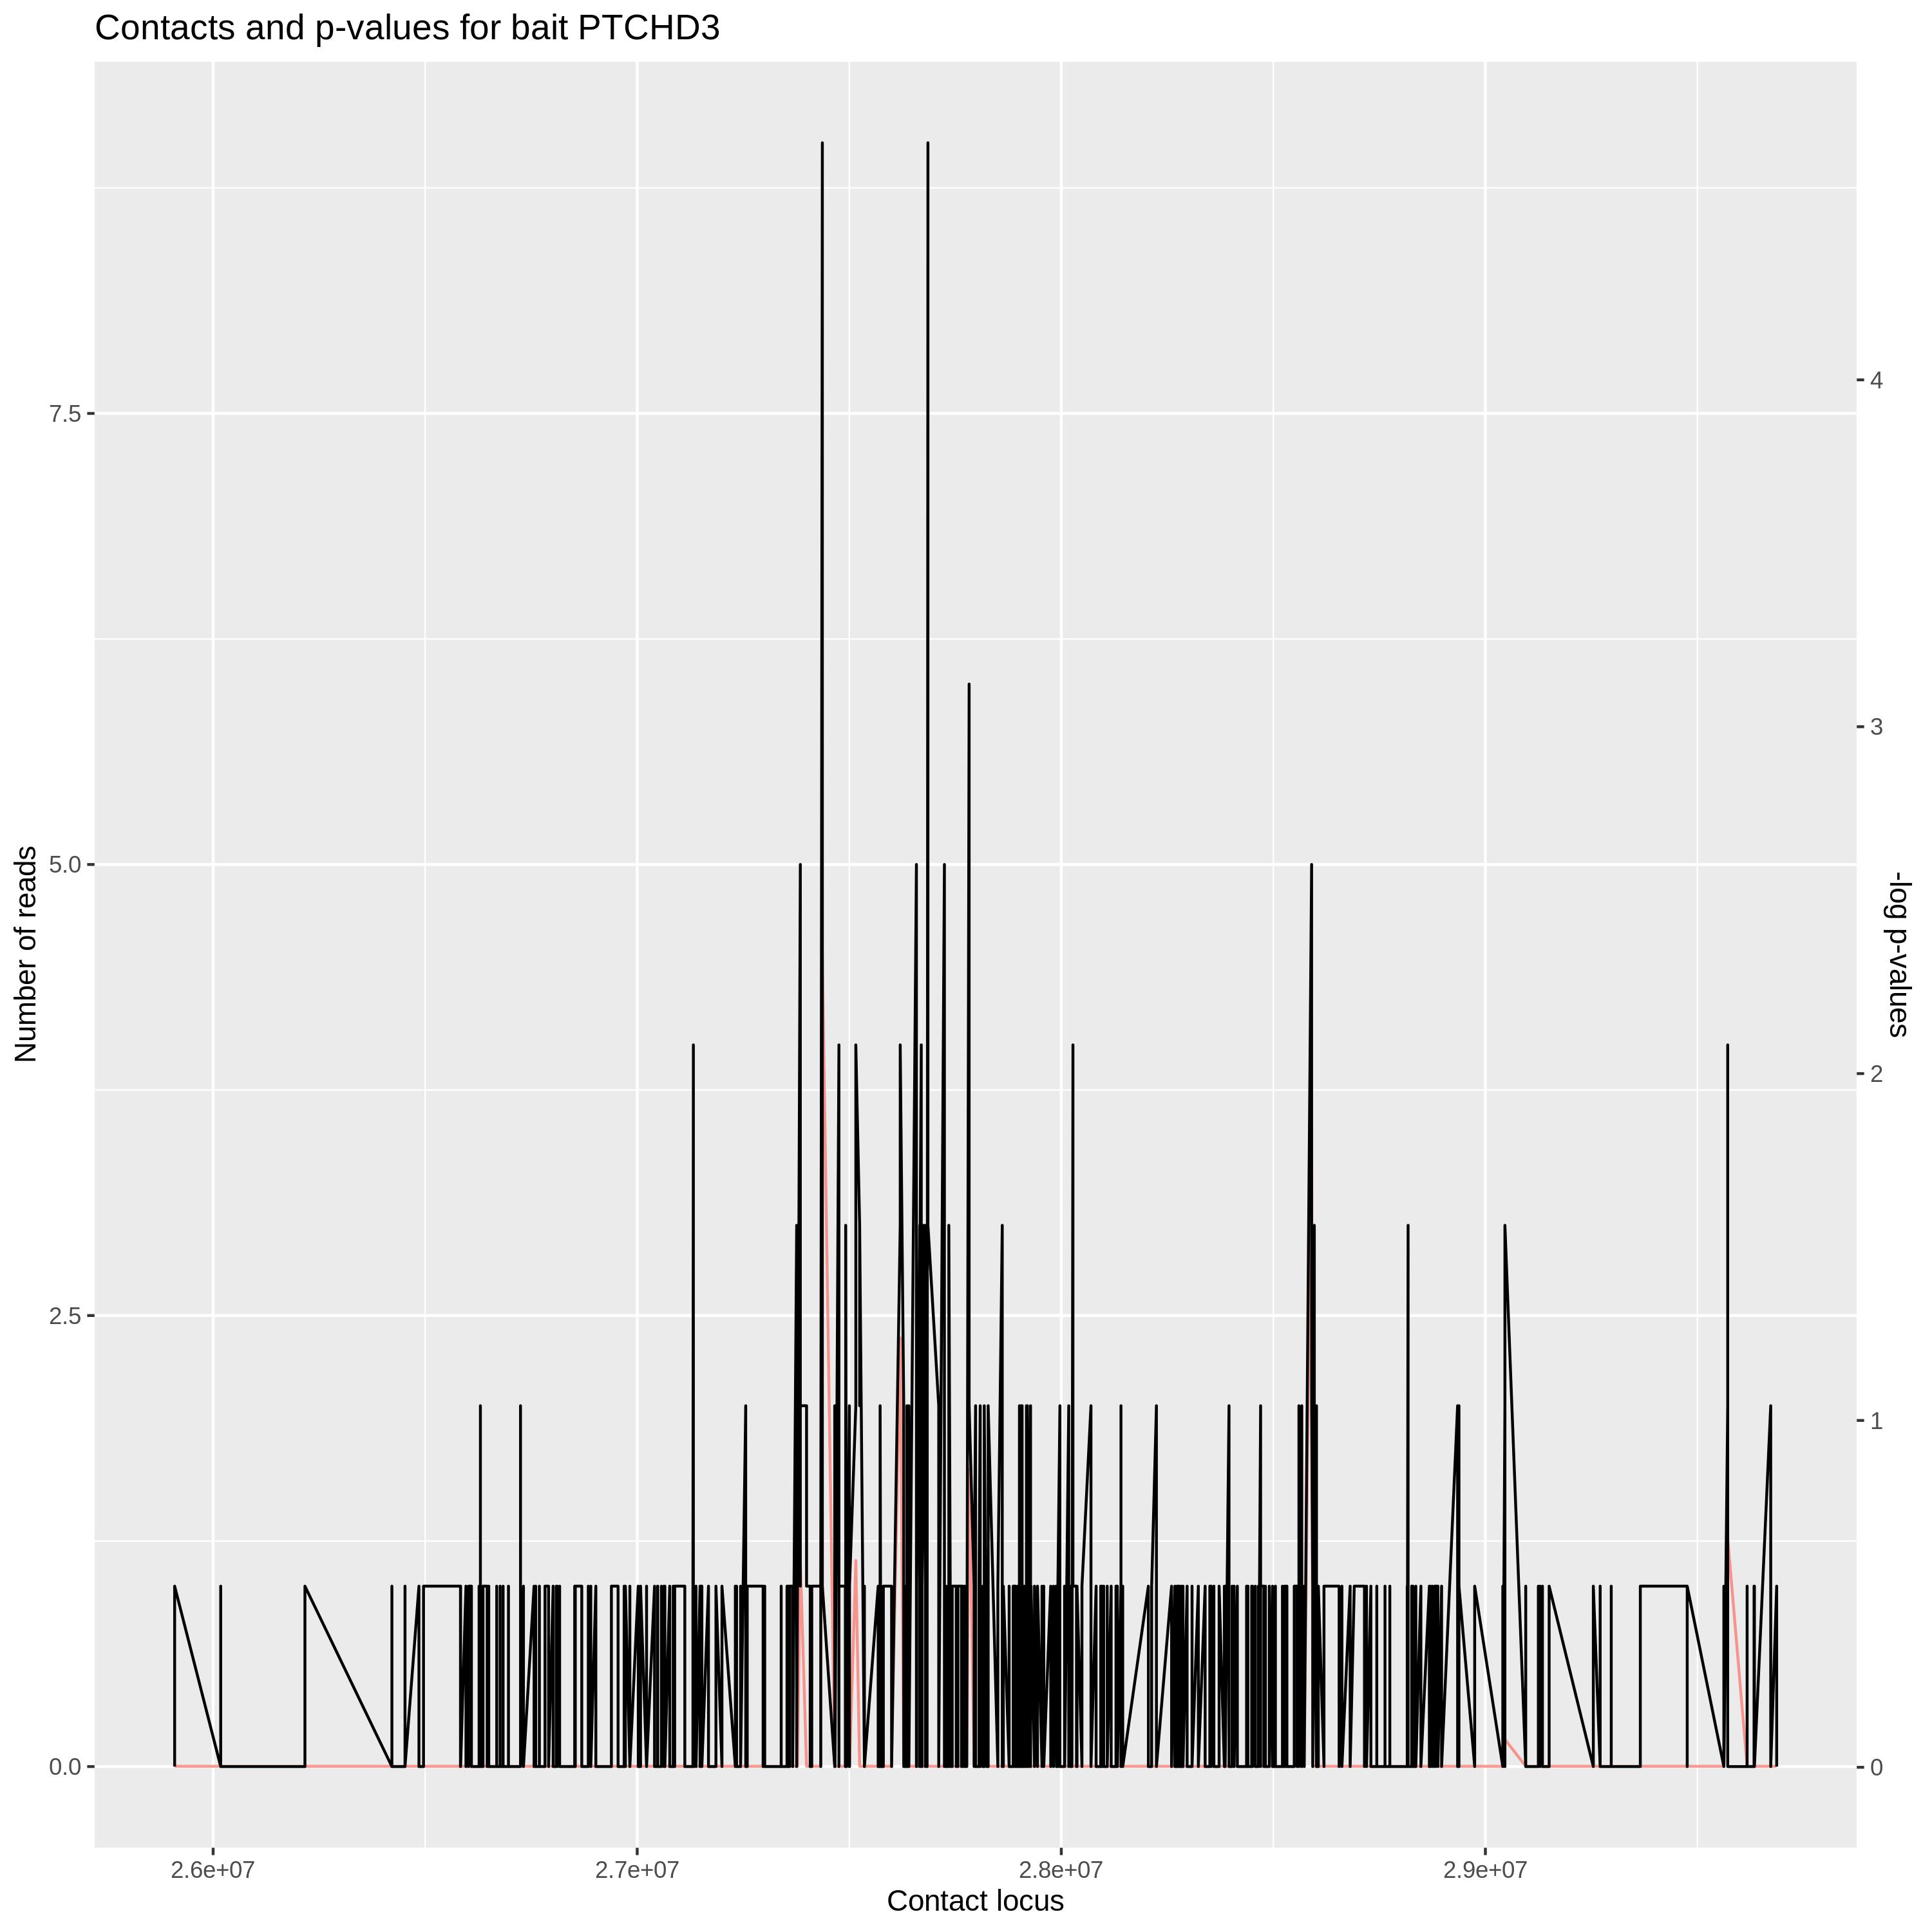 Contacts and p-values for bait PTCHD3
7.5
5.0
2.5
0.0
Number of reads
4
3
2
1
0
-log p-values
2.6e+07 2.7e+07 2.8e+07 2.9e+07
Contact locus